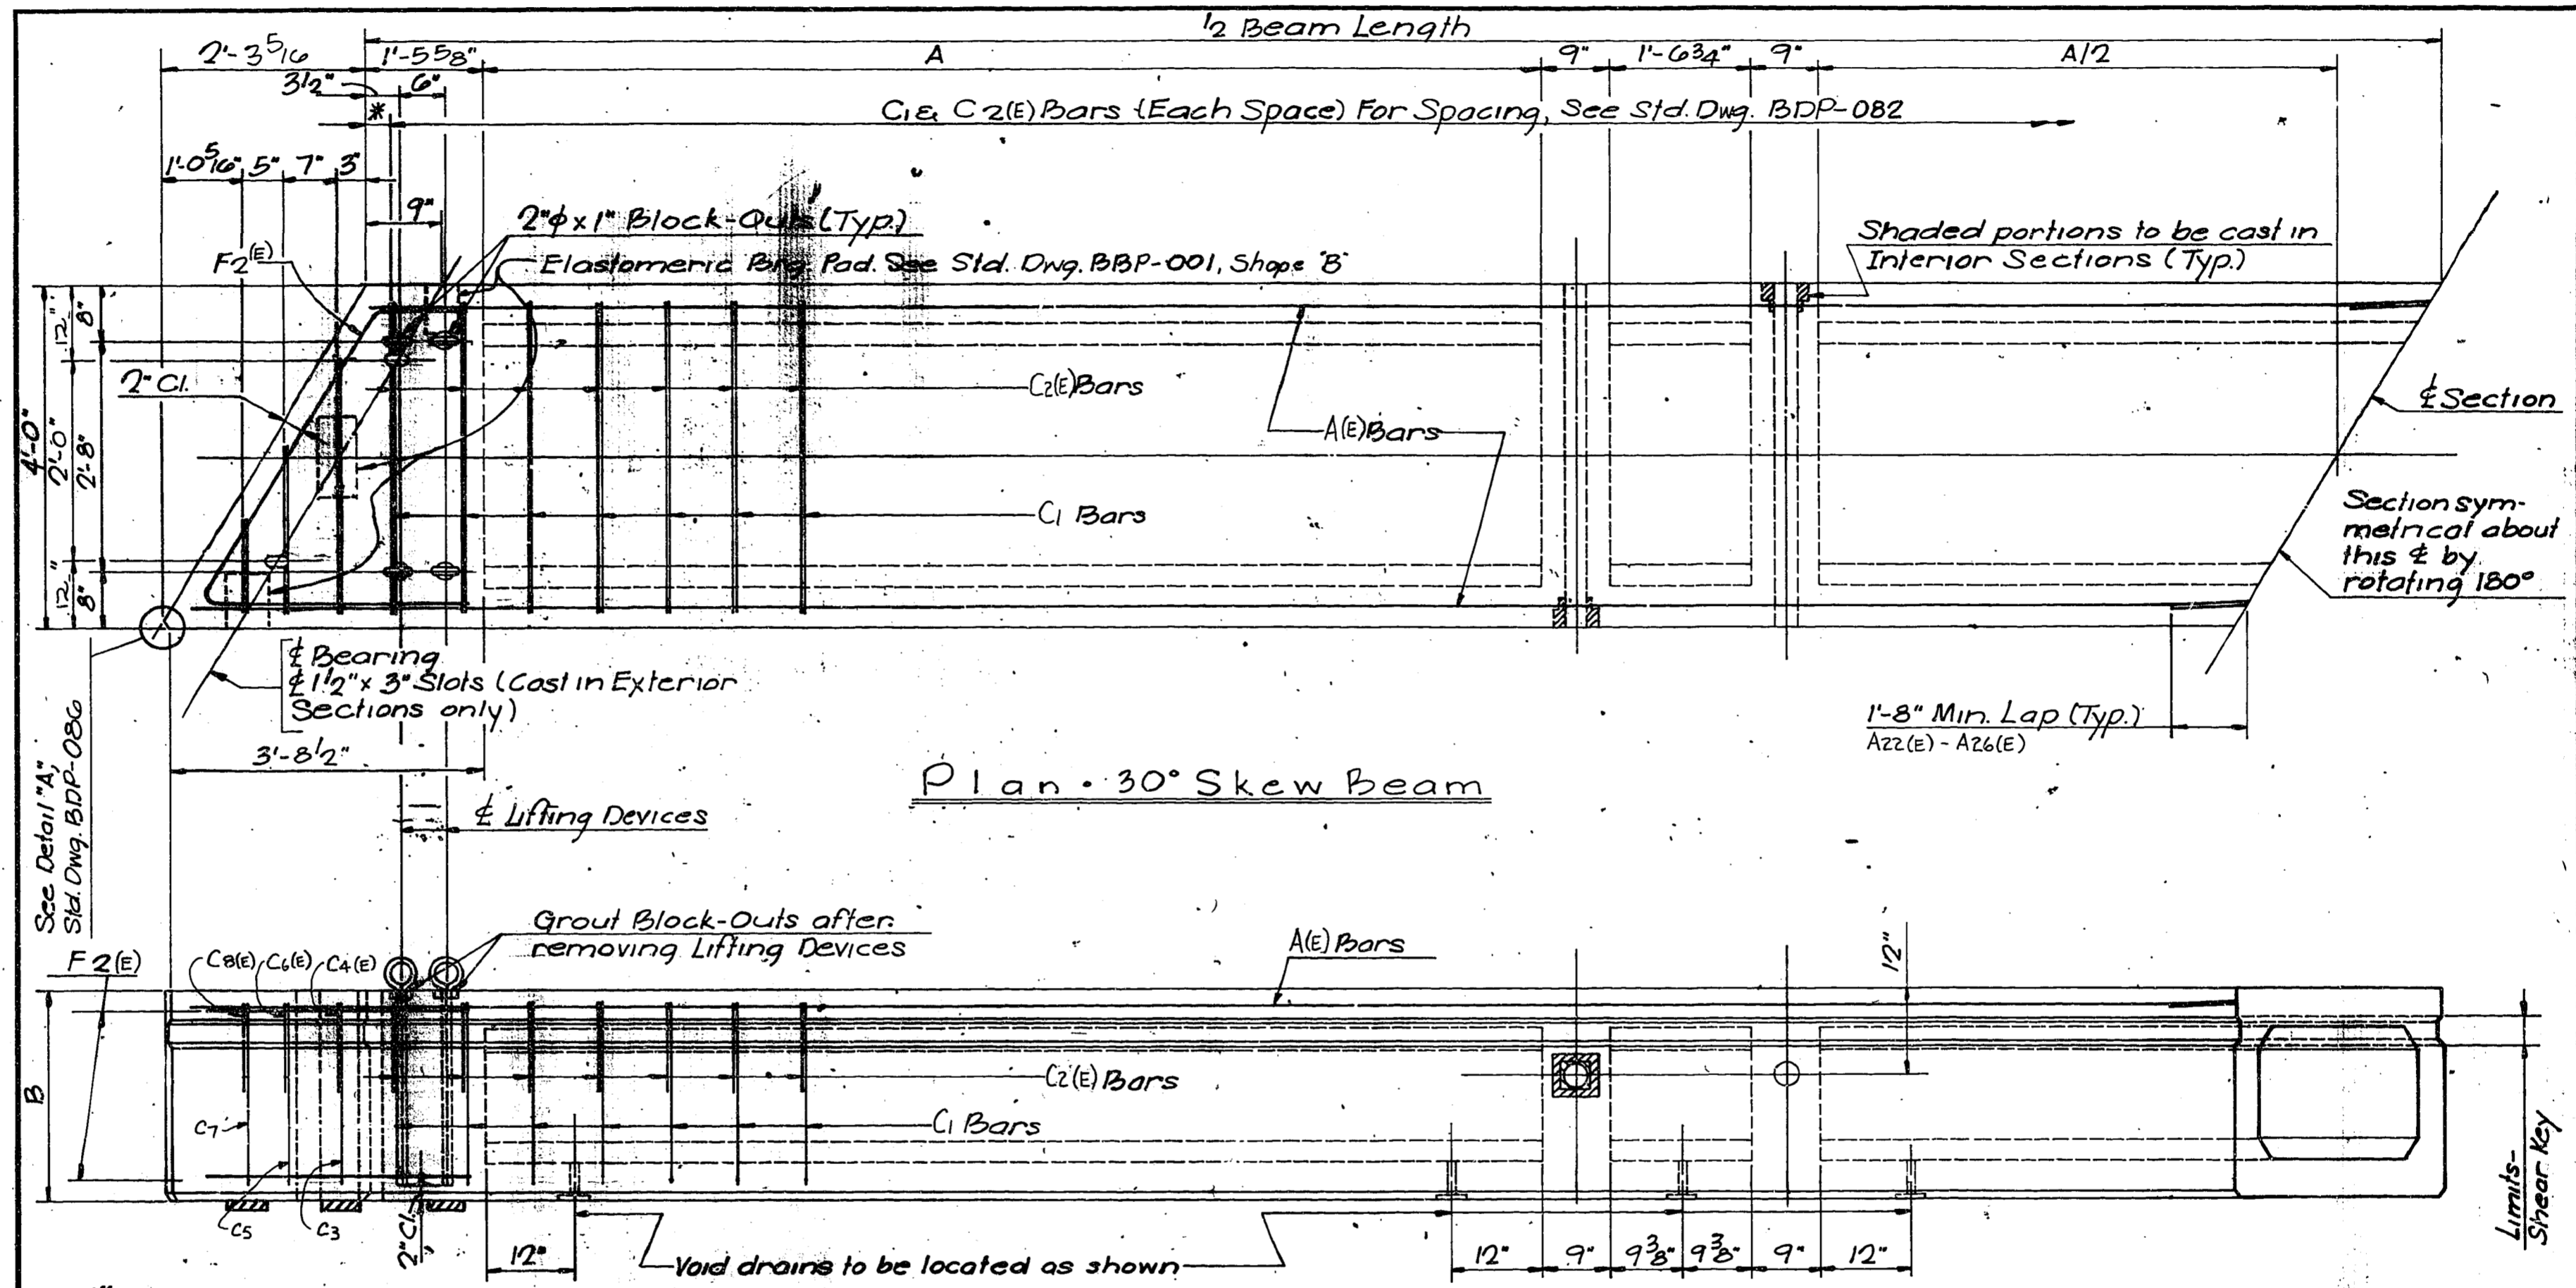 1/2 Beam Length
2'-3 5/16 1'-5 5/8" A 9" 1'-6 3/4" 9" A/2
3 1/2" 6"
*
C1 & C2(E) Bars (Each Space) For Spacing, See Std. Dwg. BDP-082
1'-0 5/16" 5" 7" 3"
9"
2"φ x 1" Block-Outs (Typ.)
F2(E)
Elastomeric Brg. Pad. See Std. Dwg. BBP-001, Shape "B"
Shaded portions to be cast in
Interior Sections (Typ.)
4'-0"
12" 2'-0" 12"
8" 2'-8" 8"
2" Cl.
C2(E) Bars
A(E) Bars
C1 Bars
℄ Section
Section sym-
metrical about
this ℄ by
rotating 180°
℄ Bearing
℄ 1 1/2" x 3" Slots (Cast in Exterior
Sections only)
3'-8 1/2"
1'-8" Min. Lap (Typ.)
A22(E) - A26(E)
See Detail "A",
Std. Dwg. BDP-086
Plan · 30° Skew Beam
℄ Lifting Devices
Grout Block-Outs after
removing Lifting Devices
F2(E)
C8(E) C6(E) C4(E)
A(E) Bars
12"
B
C2(E) Bars
C7
C1 Bars
C5
C3
2" Cl.
12"
Void drains to be located as shown
12" 9" 9 3/8" 9 3/8" 9" 12"
Limits-
Shear Key